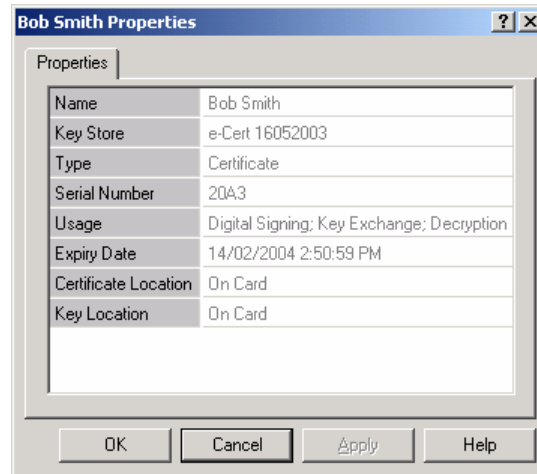 Bob Smith Properties ? X
Properties
Name Bob Smith
Key Store e-Cert 16052003
Type Certificate
Serial Number 20A3
Usage Digital Signing; Key Exchange; Decryption
Expiry Date 14/02/2004 2:50:59 PM
Certificate Location On Card
Key Location On Card
OK Cancel Apply Help